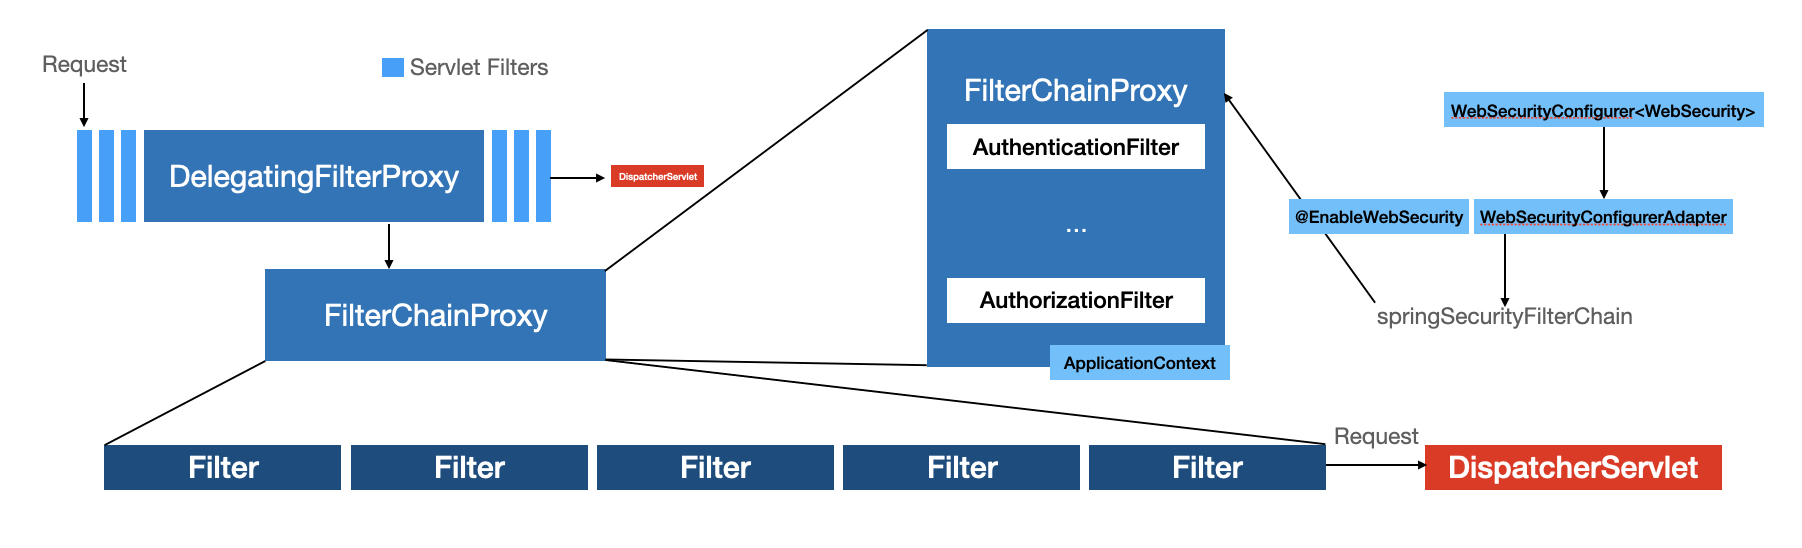 Request
Servlet Filters
DelegatingFilterProxy
DispatcherServlet
FilterChainProxy
FilterChainProxy
AuthenticationFilter
...
AuthorizationFilter
ApplicationContext
WebSecurityConfigurer<WebSecurity>
@EnableWebSecurity
WebSecurityConfigurerAdapter
springSecurityFilterChain
Filter
Filter
Filter
Filter
Filter
Request
DispatcherServlet